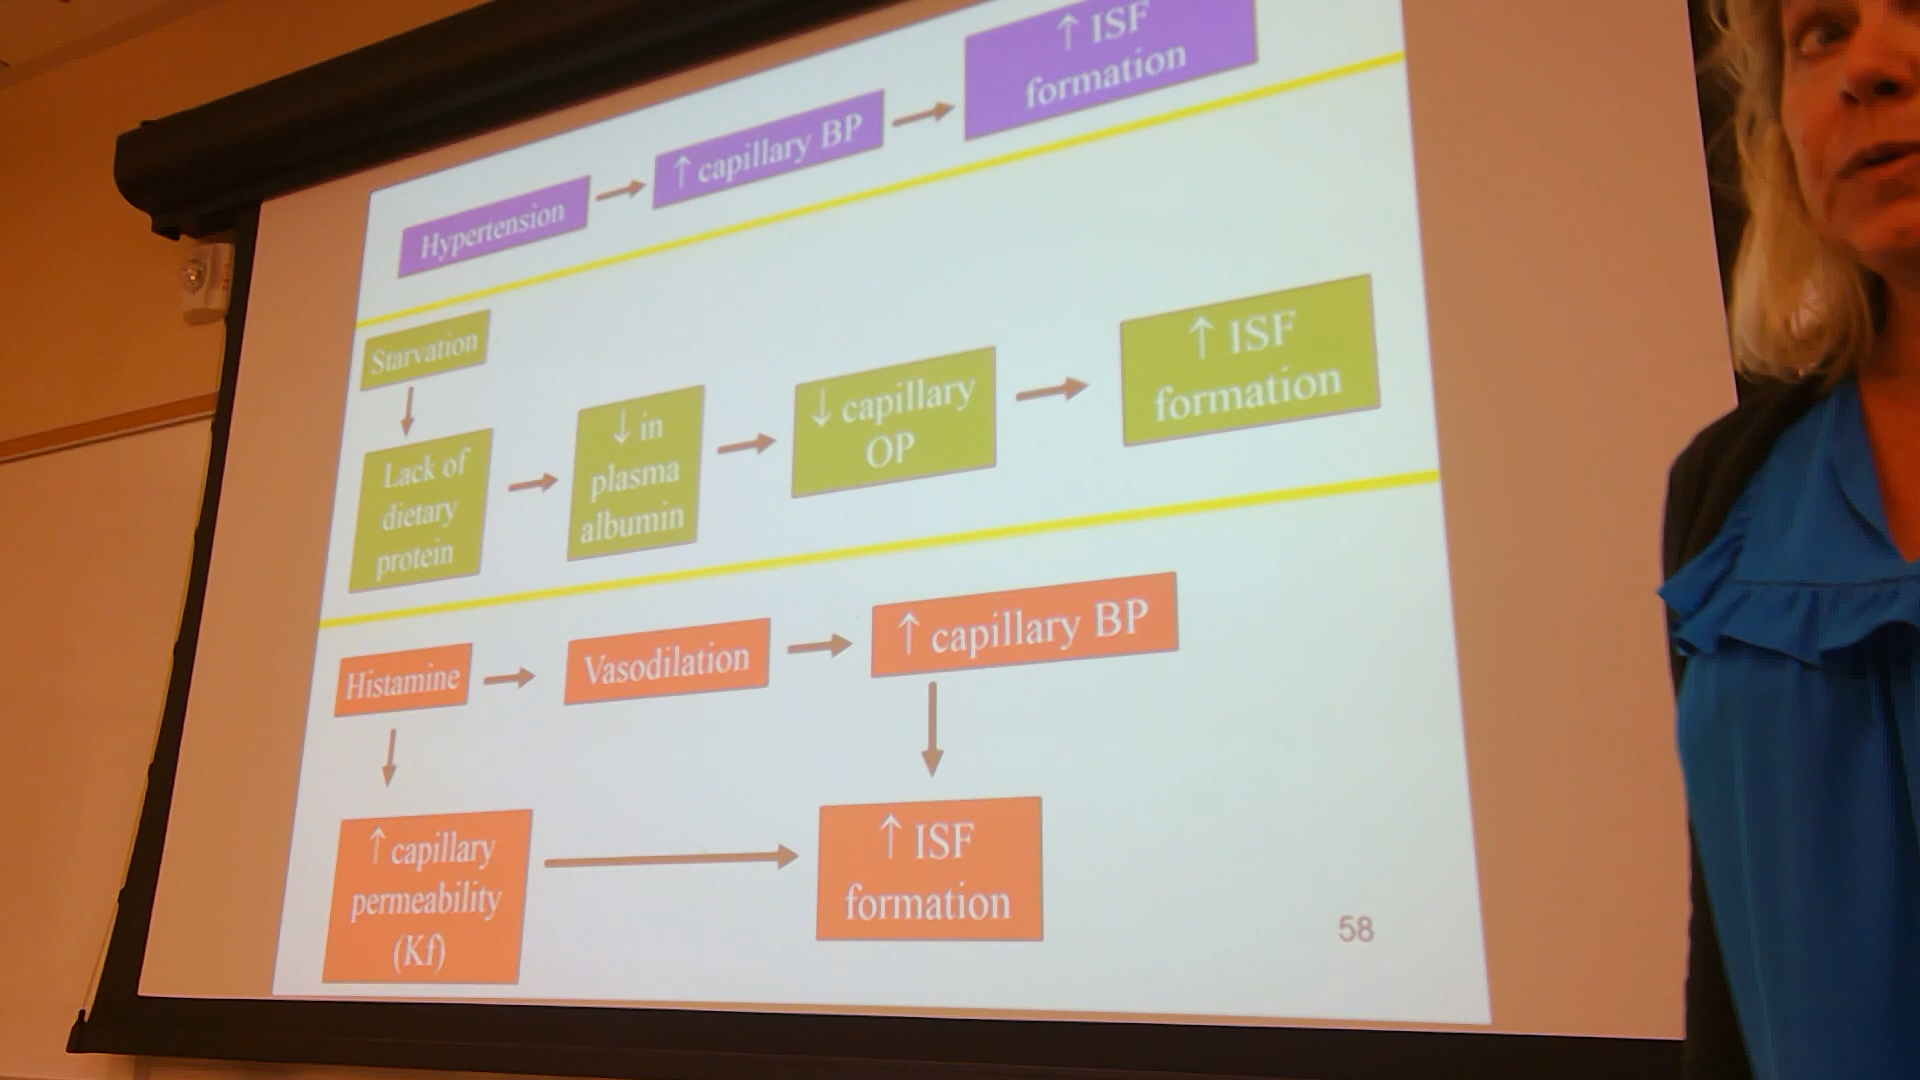 ↑ ISF
formation
↑ capillary BP
Hypertension
Starvation
Lack of
dietary
protein
↓ in
plasma
albumin
↓ capillary
OP
↑ ISF
formation
Histamine
Vasodilation
↑ capillary BP
↑ capillary
permeability
(Kf)
↑ ISF
formation
58